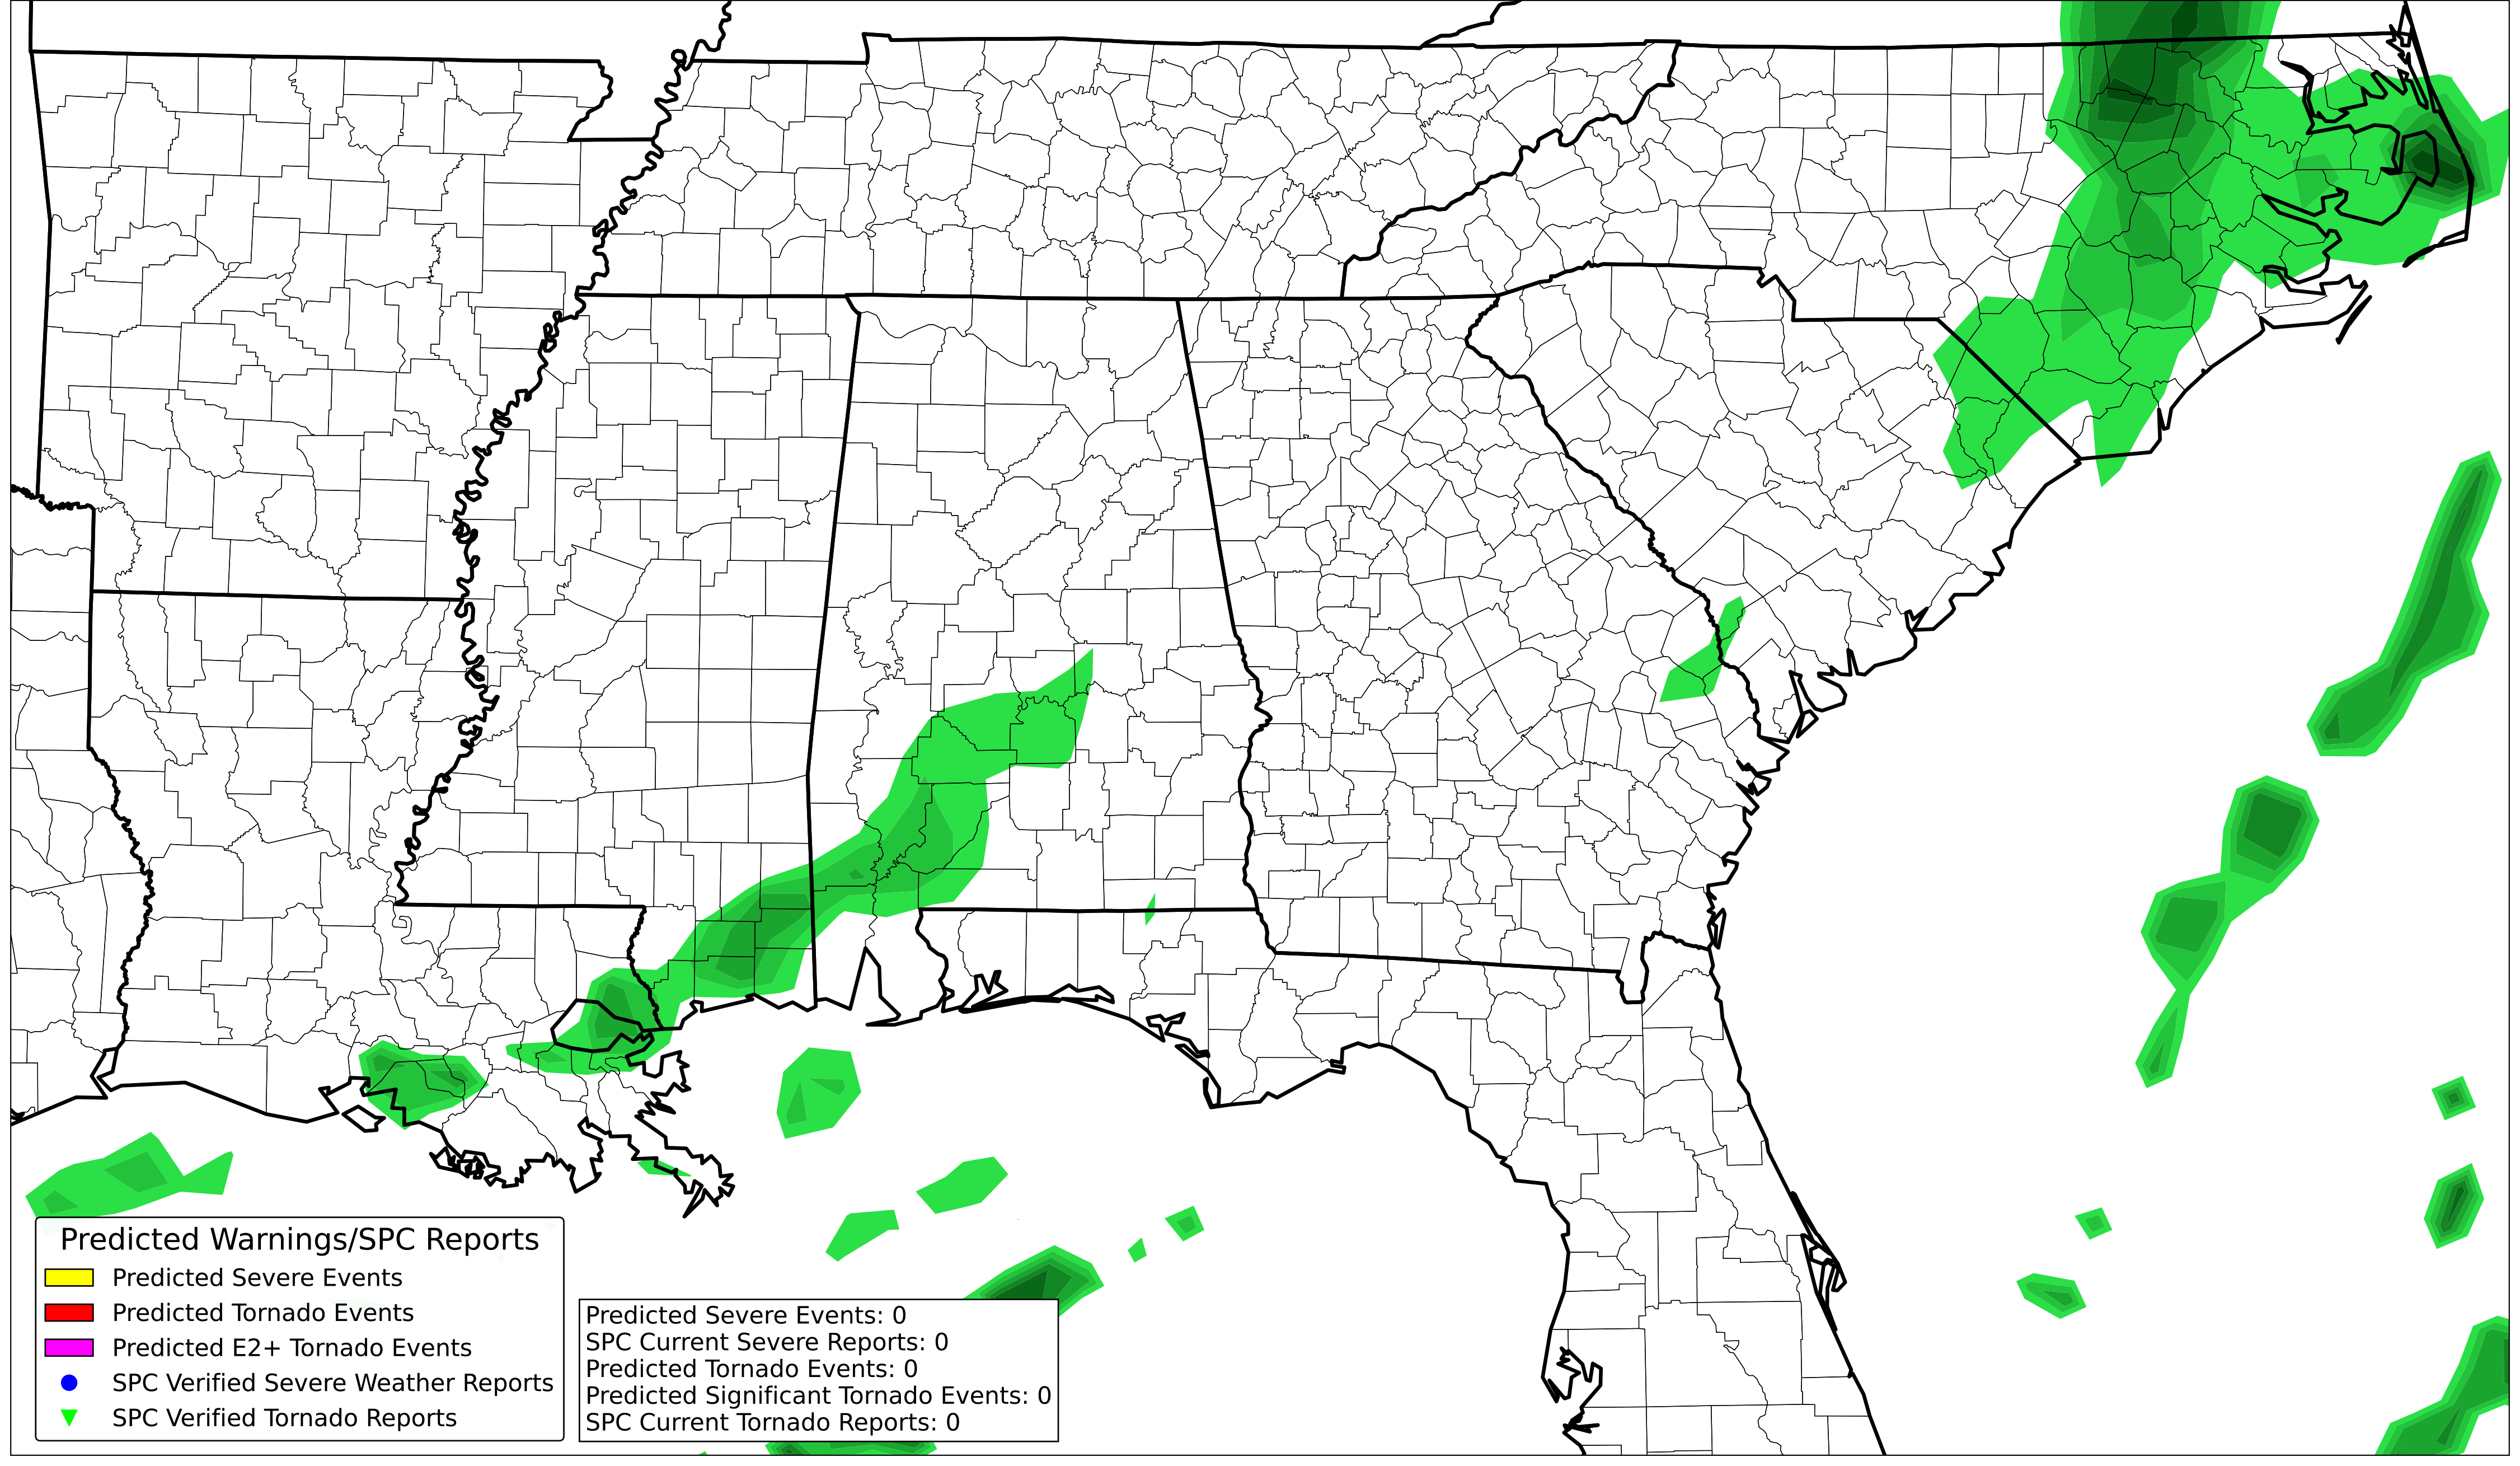 Predicted Warnings/SPC Reports
Predicted Severe Events
Predicted Tornado Events
Predicted E2+ Tornado Events
SPC Verified Severe Weather Reports
SPC Verified Tornado Reports
Predicted Severe Events: 0
SPC Current Severe Reports: 0
Predicted Tornado Events: 0
Predicted Significant Tornado Events: 0
SPC Current Tornado Reports: 0